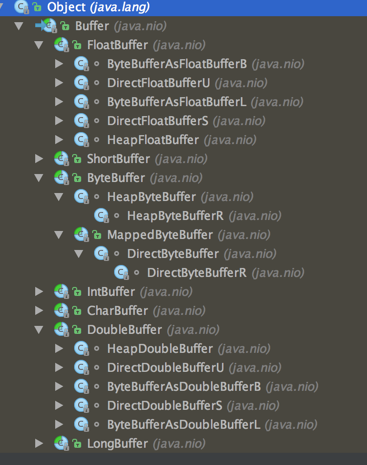 Object (java.lang)
Buffer (java.nio)
FloatBuffer (java.nio)
ByteBufferAsFloatBufferB (java.nio)
DirectFloatBufferU (java.nio)
ByteBufferAsFloatBufferL (java.nio)
DirectFloatBufferS (java.nio)
HeapFloatBuffer (java.nio)
ShortBuffer (java.nio)
ByteBuffer (java.nio)
HeapByteBuffer (java.nio)
HeapByteBufferR (java.nio)
MappedByteBuffer (java.nio)
DirectByteBuffer (java.nio)
DirectByteBufferR (java.nio)
IntBuffer (java.nio)
CharBuffer (java.nio)
DoubleBuffer (java.nio)
HeapDoubleBuffer (java.nio)
DirectDoubleBufferU (java.nio)
ByteBufferAsDoubleBufferB (java.nio)
DirectDoubleBufferS (java.nio)
ByteBufferAsDoubleBufferL (java.nio)
LongBuffer (java.nio)